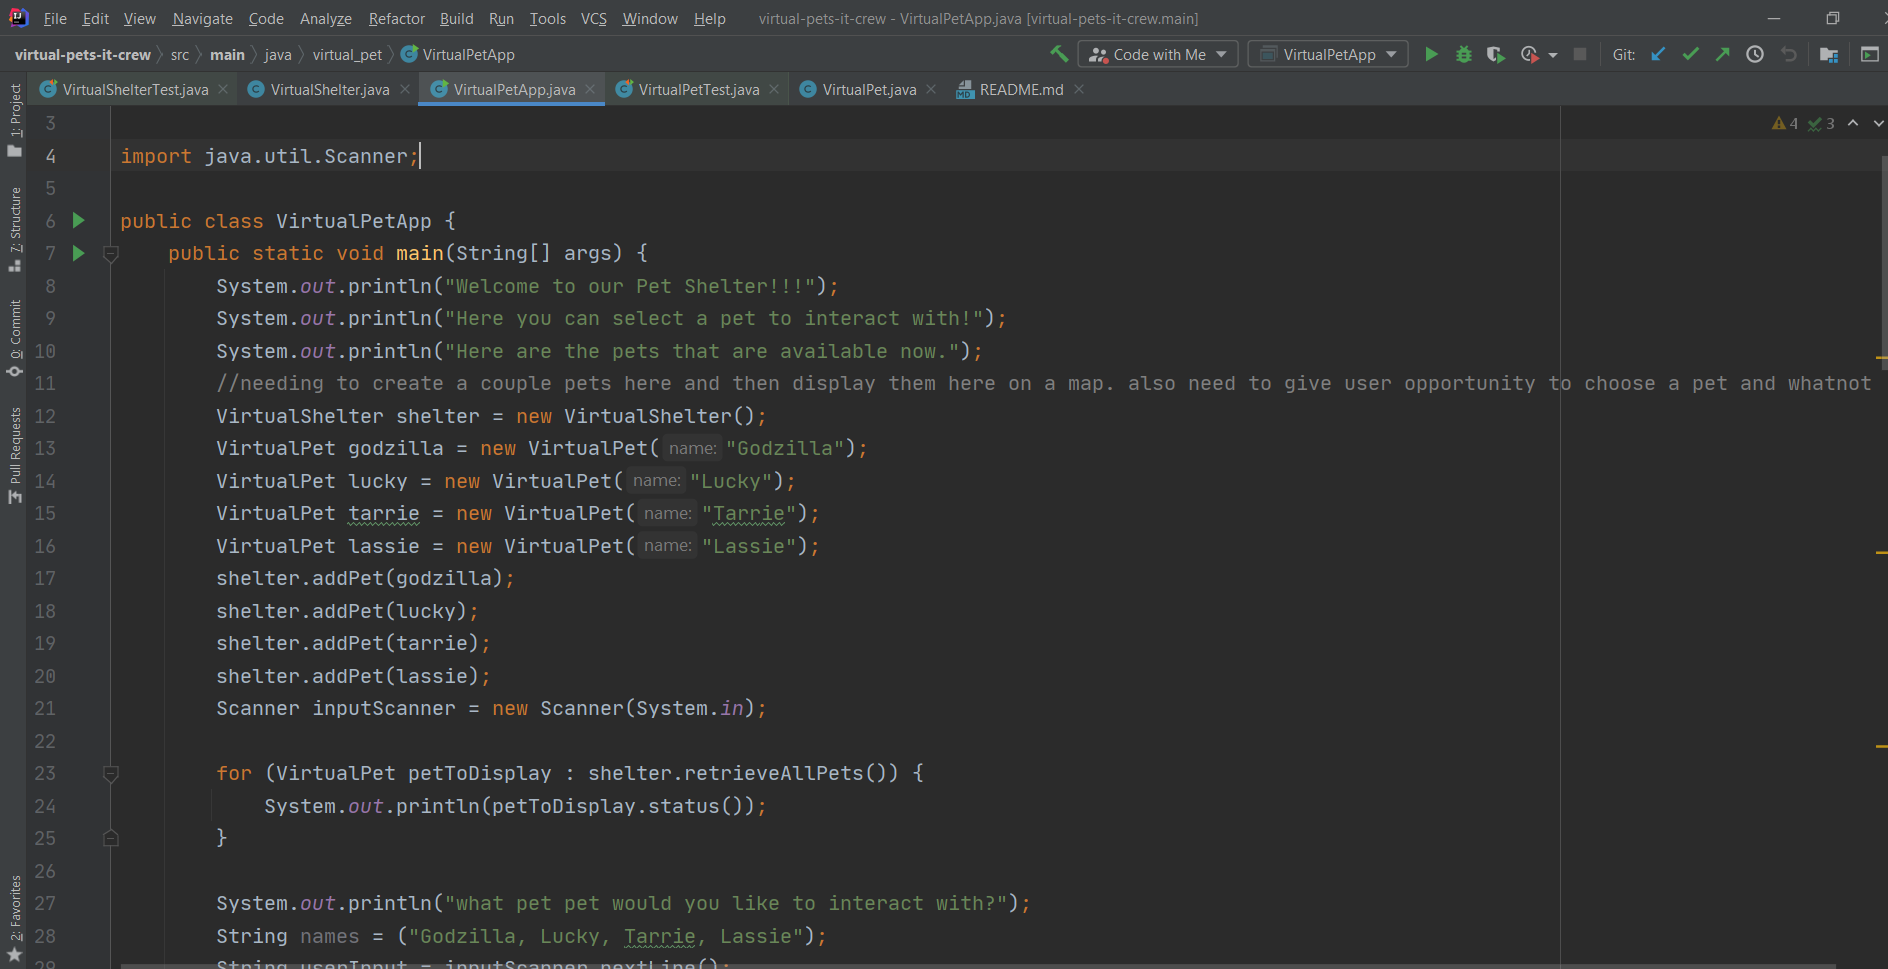 File Edit View Navigate Code Analyze Refactor Build Run Tools VCS Window Help virtual-pets-it-crew - VirtualPetApp.java [virtual-pets-it-crew.main]
virtual-pets-it-crew src main java virtual_pet VirtualPetApp Code with Me VirtualPetApp Git:
VirtualShelterTest.java VirtualShelter.java VirtualPetApp.java VirtualPetTest.java VirtualPet.java README.md
1: Project
7: Structure
0: Commit
Pull Requests
2: Favorites
4 3
3
4 import java.util.Scanner;
5
6 public class VirtualPetApp {
7 public static void main(String[] args) {
8 System.out.println("Welcome to our Pet Shelter!!!");
9 System.out.println("Here you can select a pet to interact with!");
10 System.out.println("Here are the pets that are available now.");
11 //needing to create a couple pets here and then display them here on a map. also need to give user opportunity to choose a pet and whatnot
12 VirtualShelter shelter = new VirtualShelter();
13 VirtualPet godzilla = new VirtualPet( name: "Godzilla");
14 VirtualPet lucky = new VirtualPet( name: "Lucky");
15 VirtualPet tarrie = new VirtualPet( name: "Tarrie");
16 VirtualPet lassie = new VirtualPet( name: "Lassie");
17 shelter.addPet(godzilla);
18 shelter.addPet(lucky);
19 shelter.addPet(tarrie);
20 shelter.addPet(lassie);
21 Scanner inputScanner = new Scanner(System.in);
22
23 for (VirtualPet petToDisplay : shelter.retrieveAllPets()) {
24 System.out.println(petToDisplay.status());
25 }
26
27 System.out.println("what pet pet would you like to interact with?");
28 String names = ("Godzilla, Lucky, Tarrie, Lassie");
29 String userInput = inputScanner.nextLine();